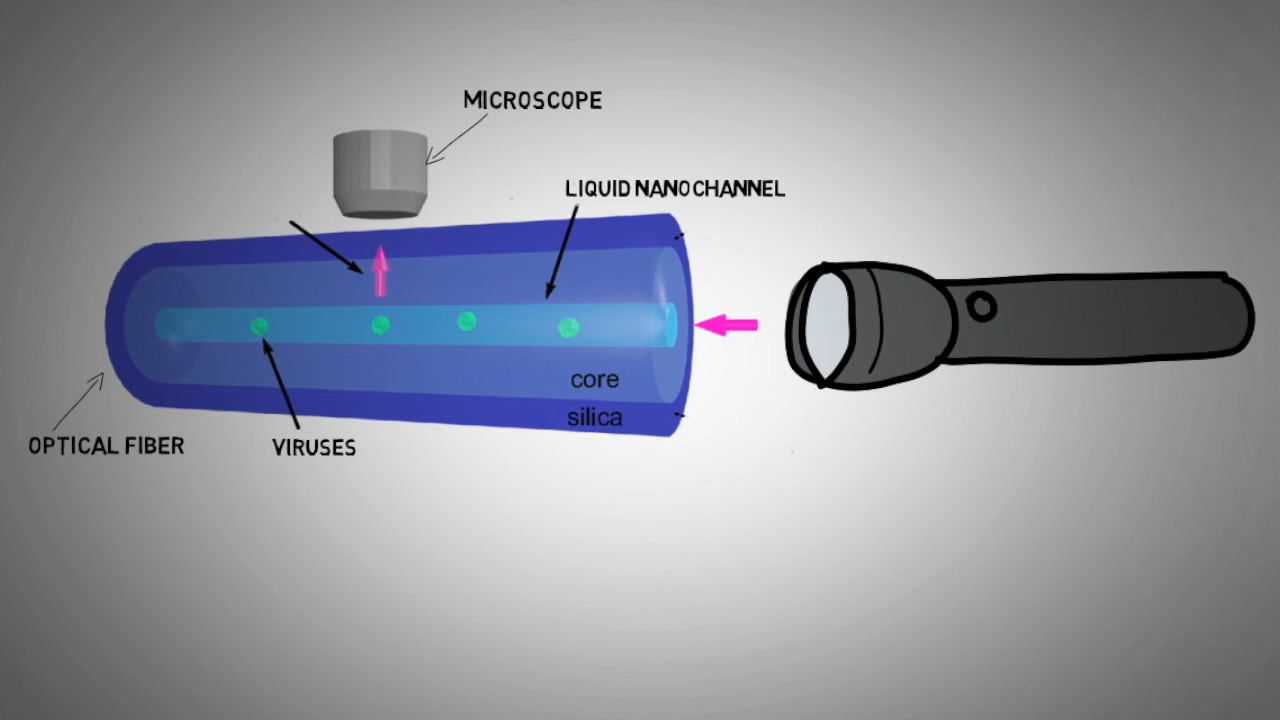 MICROSCOPE
LIQUID NANOCHANNEL
core
silica
OPTICAL FIBER
VIRUSES